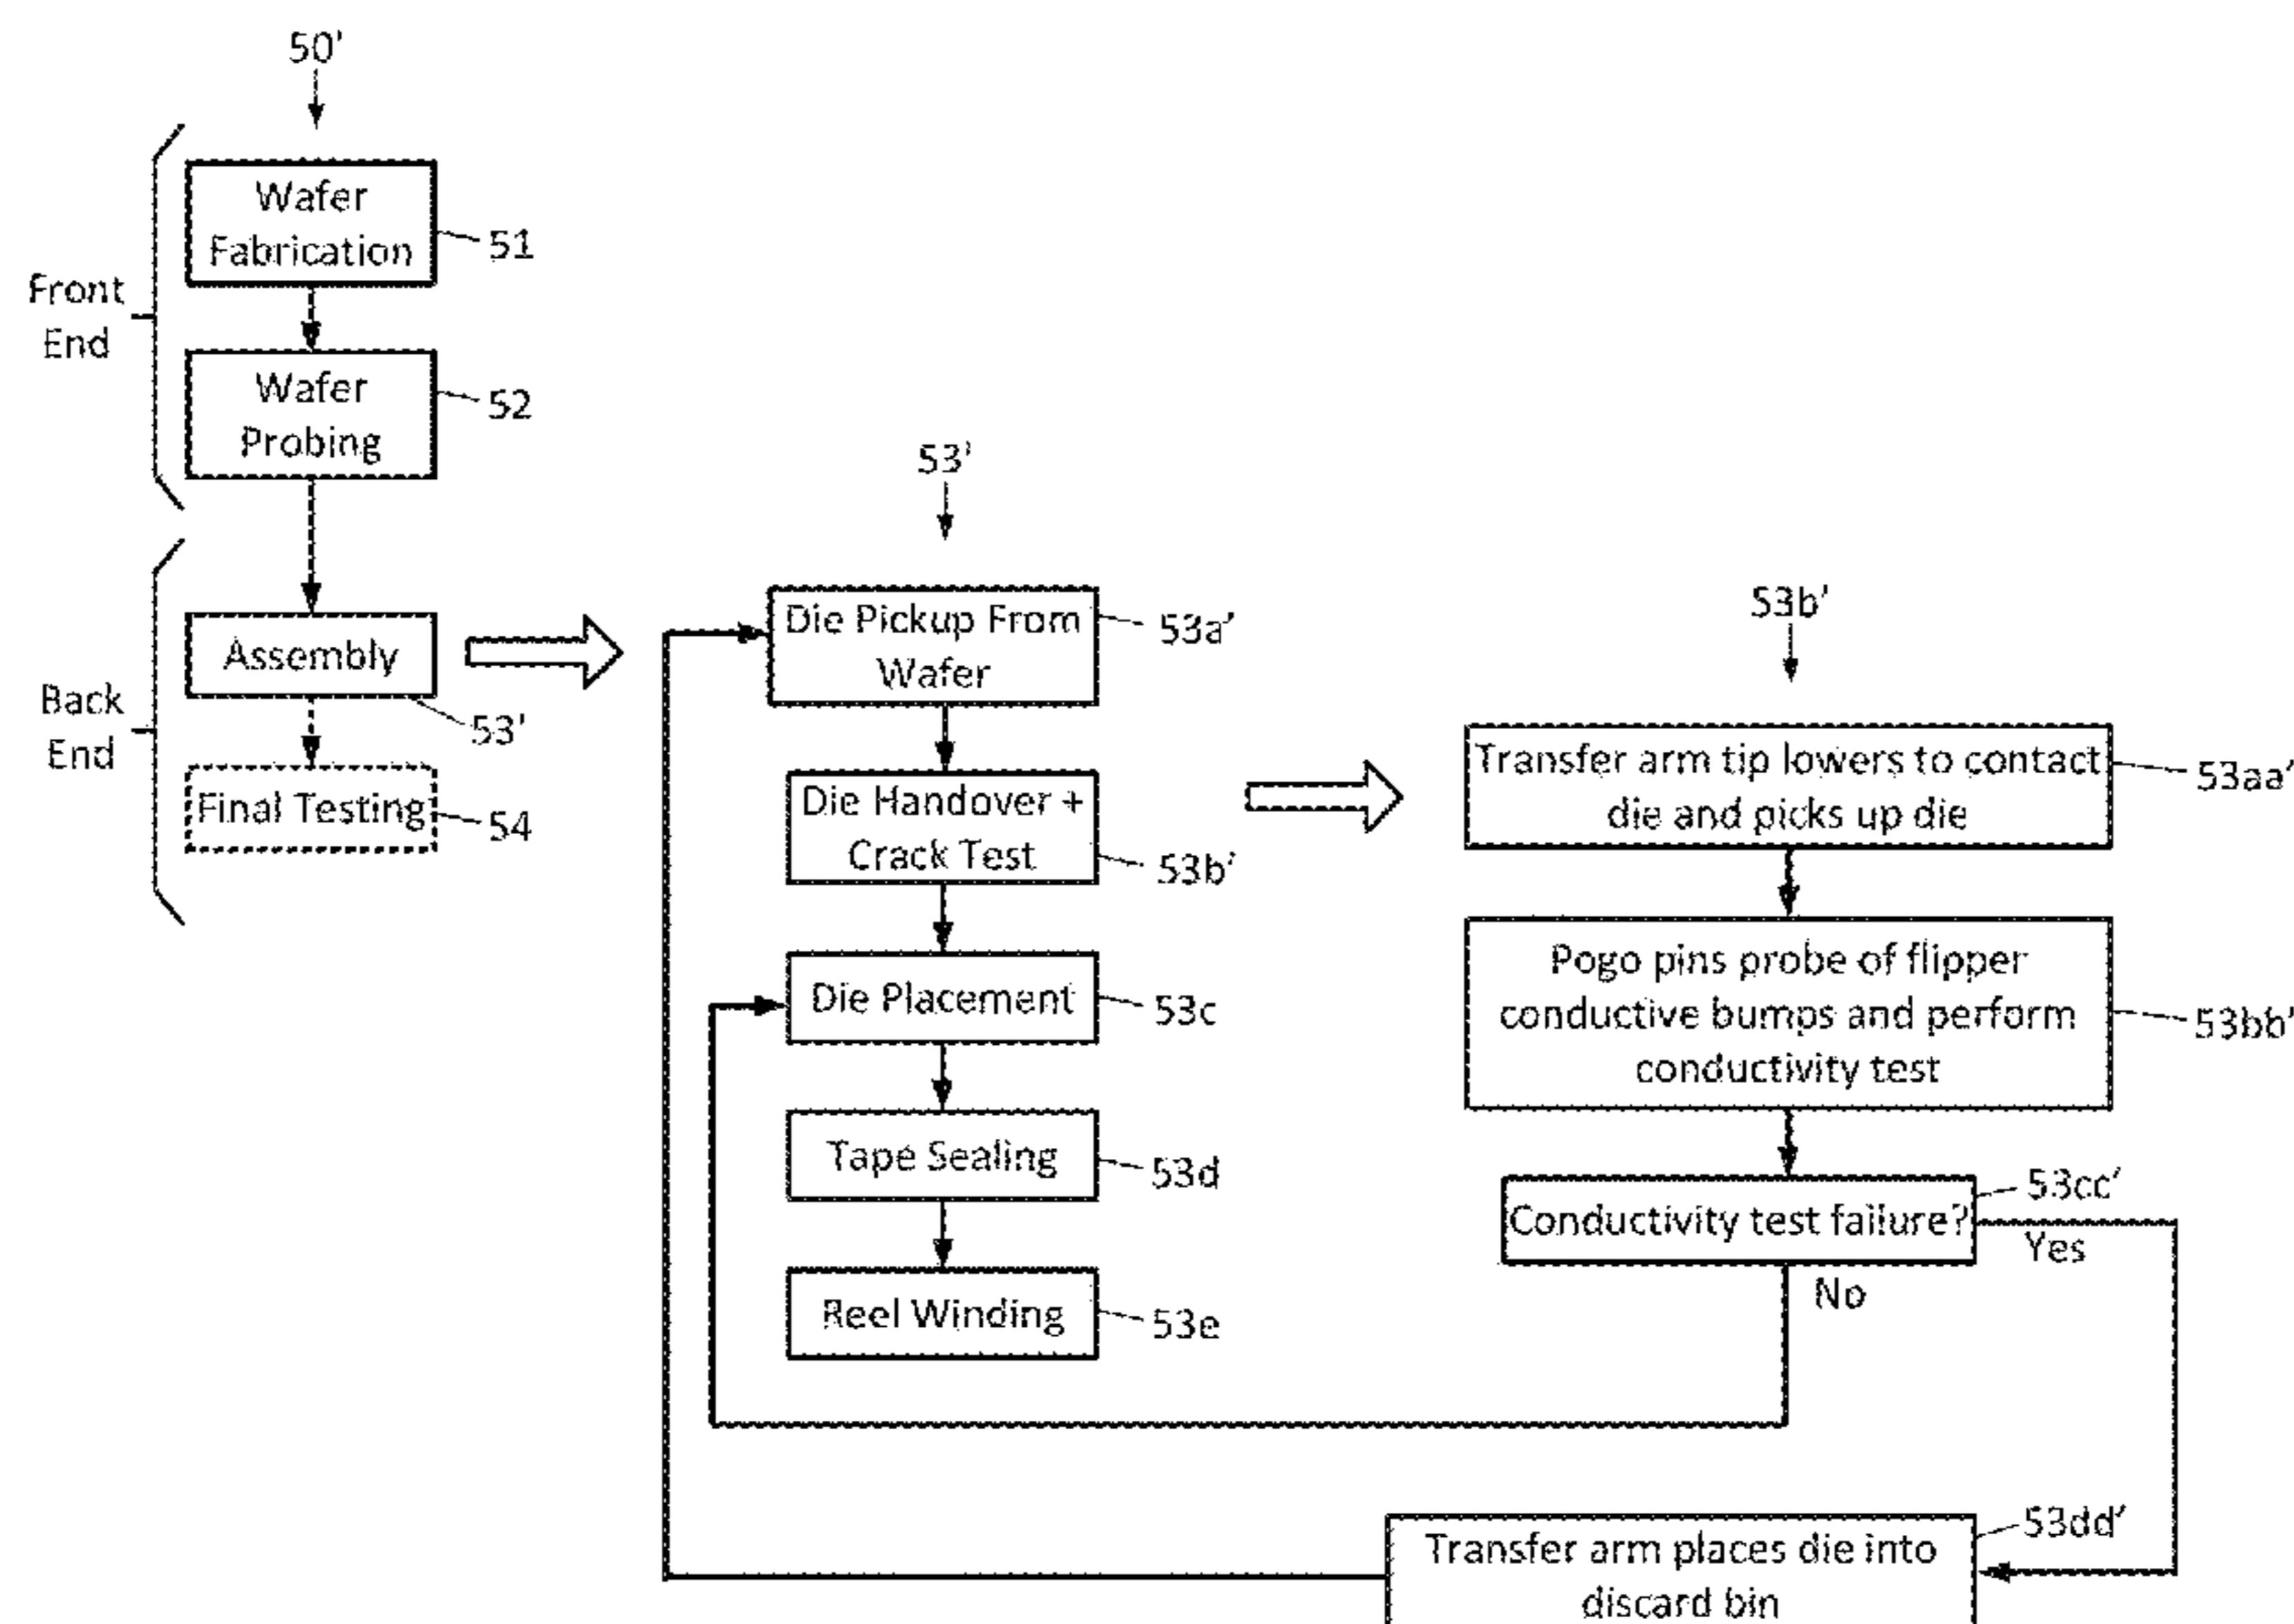 50'
Wafer
Fabrication
51
Front
End
Wafer
Probing
52
Assembly
53'
Back
End
Final Testing
54
53'
Die Pickup From
Wafer
53a'
Die Handover +
Crack Test
53b'
Die Placement
53c
Tape Sealing
53d
Reel Winding
53e
53b'
Transfer arm tip lowers to contact
die and picks up die
53aa'
Pogo pins probe of flipper
conductive bumps and perform
conductivity test
53bb'
Conductivity test failure?
53cc'
Yes
No
Transfer arm places die into
discard bin
53dd'